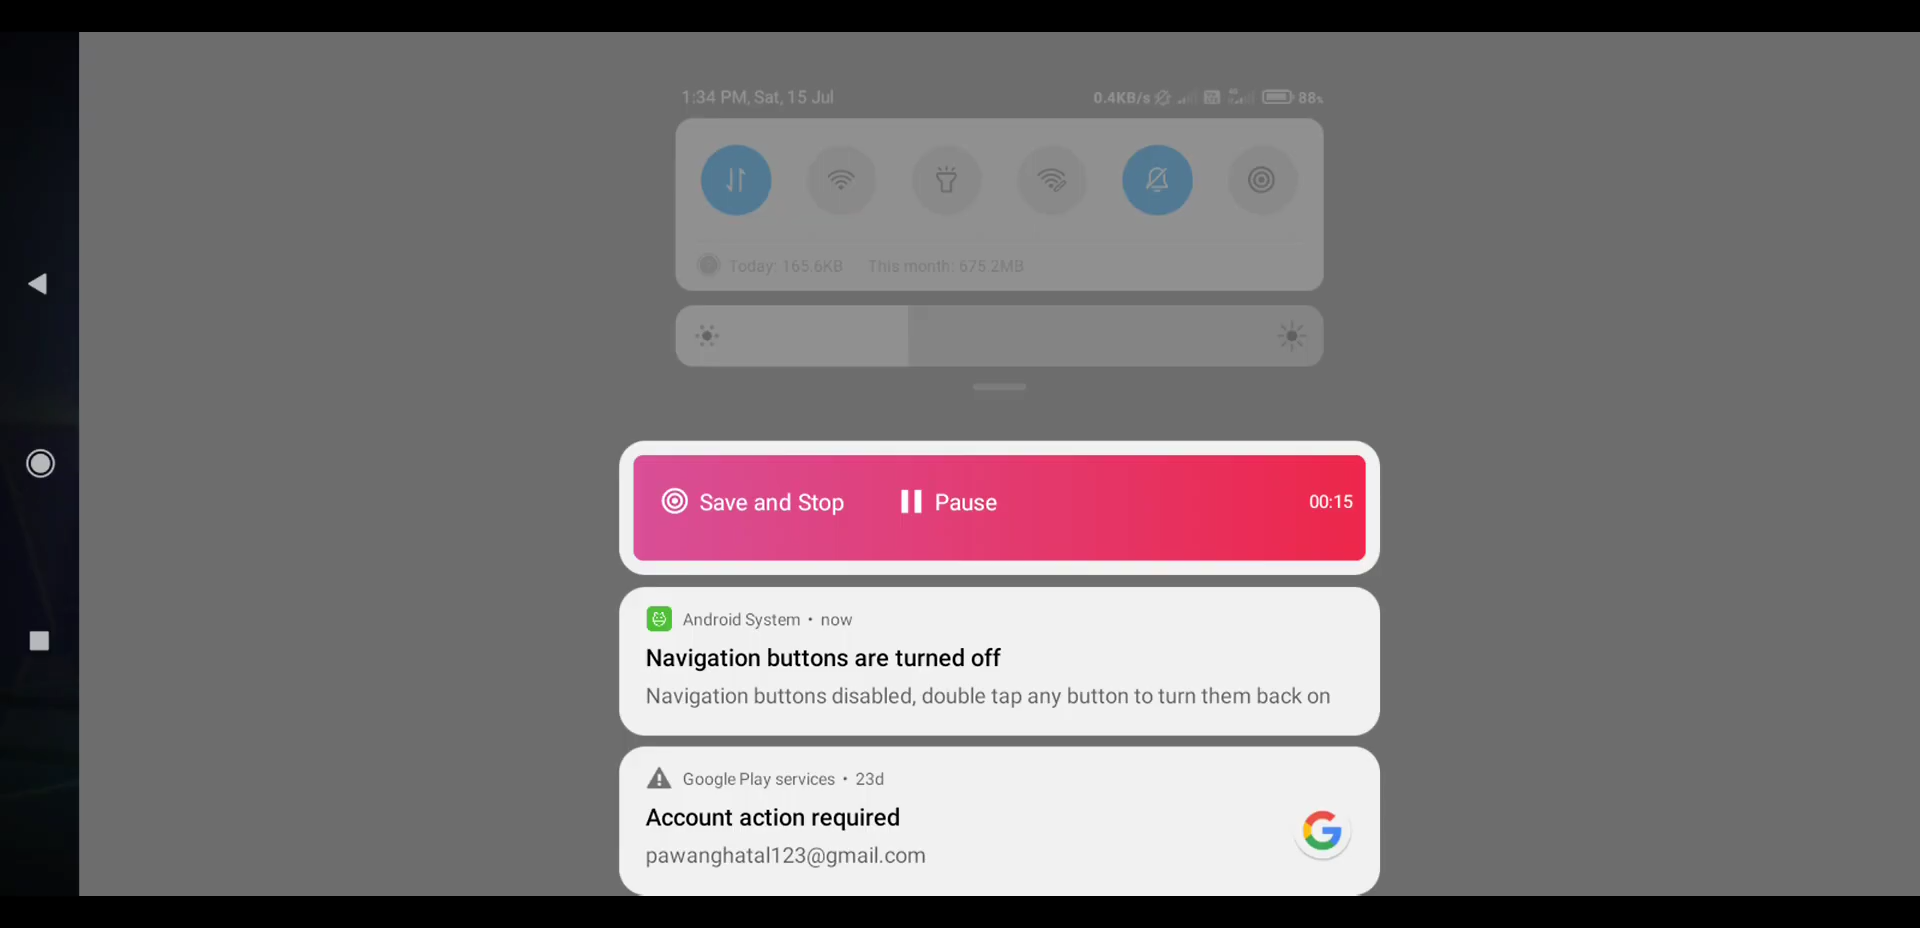 1:34 PM, Sat, 15 Jul
0.4KB/s
88%
Today: 165.6KB This month: 675.2MB
Save and Stop
Pause
00:15
Android System • now
Navigation buttons are turned off
Navigation buttons disabled, double tap any button to turn them back on
Google Play services • 23d
Account action required
pawanghatal123@gmail.com